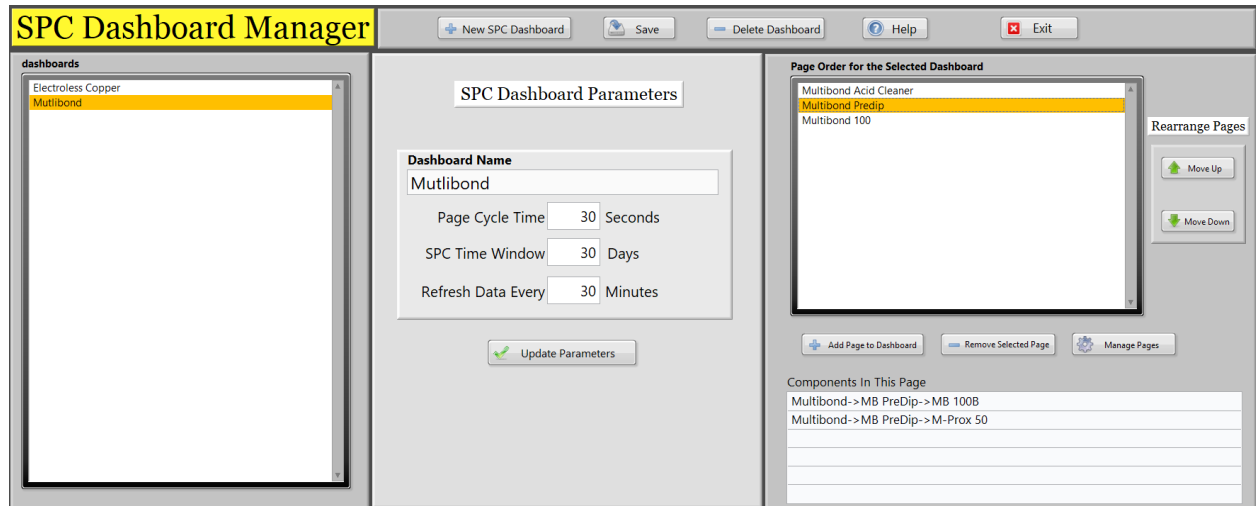 SPC Dashboard Manager
New SPC Dashboard
Save
Delete Dashboard
Help
Exit
dashboards
Electroless Copper
Mutlibond
SPC Dashboard Parameters
Dashboard Name
Mutlibond
Page Cycle Time 30 Seconds
SPC Time Window 30 Days
Refresh Data Every 30 Minutes
Update Parameters
Page Order for the Selected Dashboard
Multibond Acid Cleaner
Multibond Predip
Multibond 100
Rearrange Pages
Move Up
Move Down
Add Page to Dashboard
Remove Selected Page
Manage Pages
Components In This Page
Multibond->MB PreDip->MB 100B
Multibond->MB PreDip->M-Prox 50